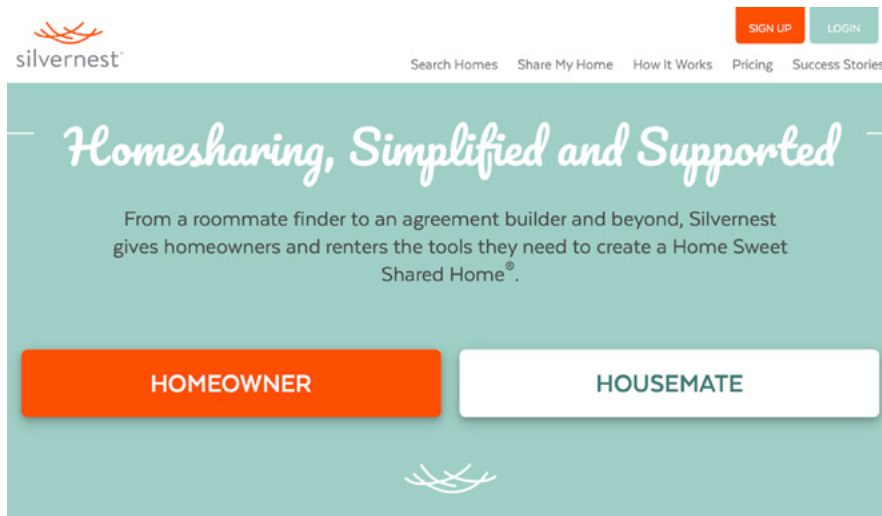 SIGN UP LOGIN
silvernest
Search Homes Share My Home How It Works Pricing Success Stories
Homesharing, Simplified and Supported
From a roommate finder to an agreement builder and beyond, Silvernest
gives homeowners and renters the tools they need to create a Home Sweet
Shared Home®.
HOMEOWNER HOUSEMATE